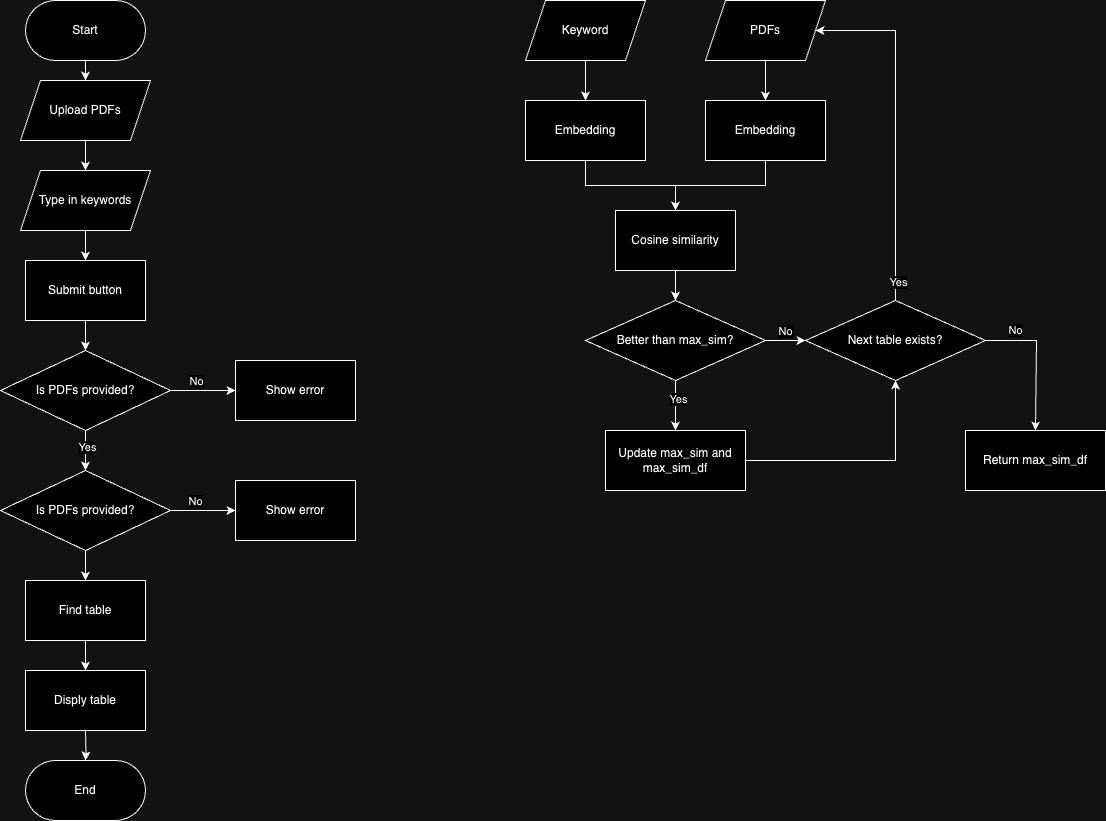 Start
Upload PDFs
Type in keywords
Submit button
Is PDFs provided?
No
Show error
Yes
Is PDFs provided?
No
Show error
Find table
Disply table
End
Keyword
PDFs
Embedding
Embedding
Cosine similarity
Better than max_sim?
No
Next table exists?
Yes
No
Yes
Update max_sim and
max_sim_df
Return max_sim_df